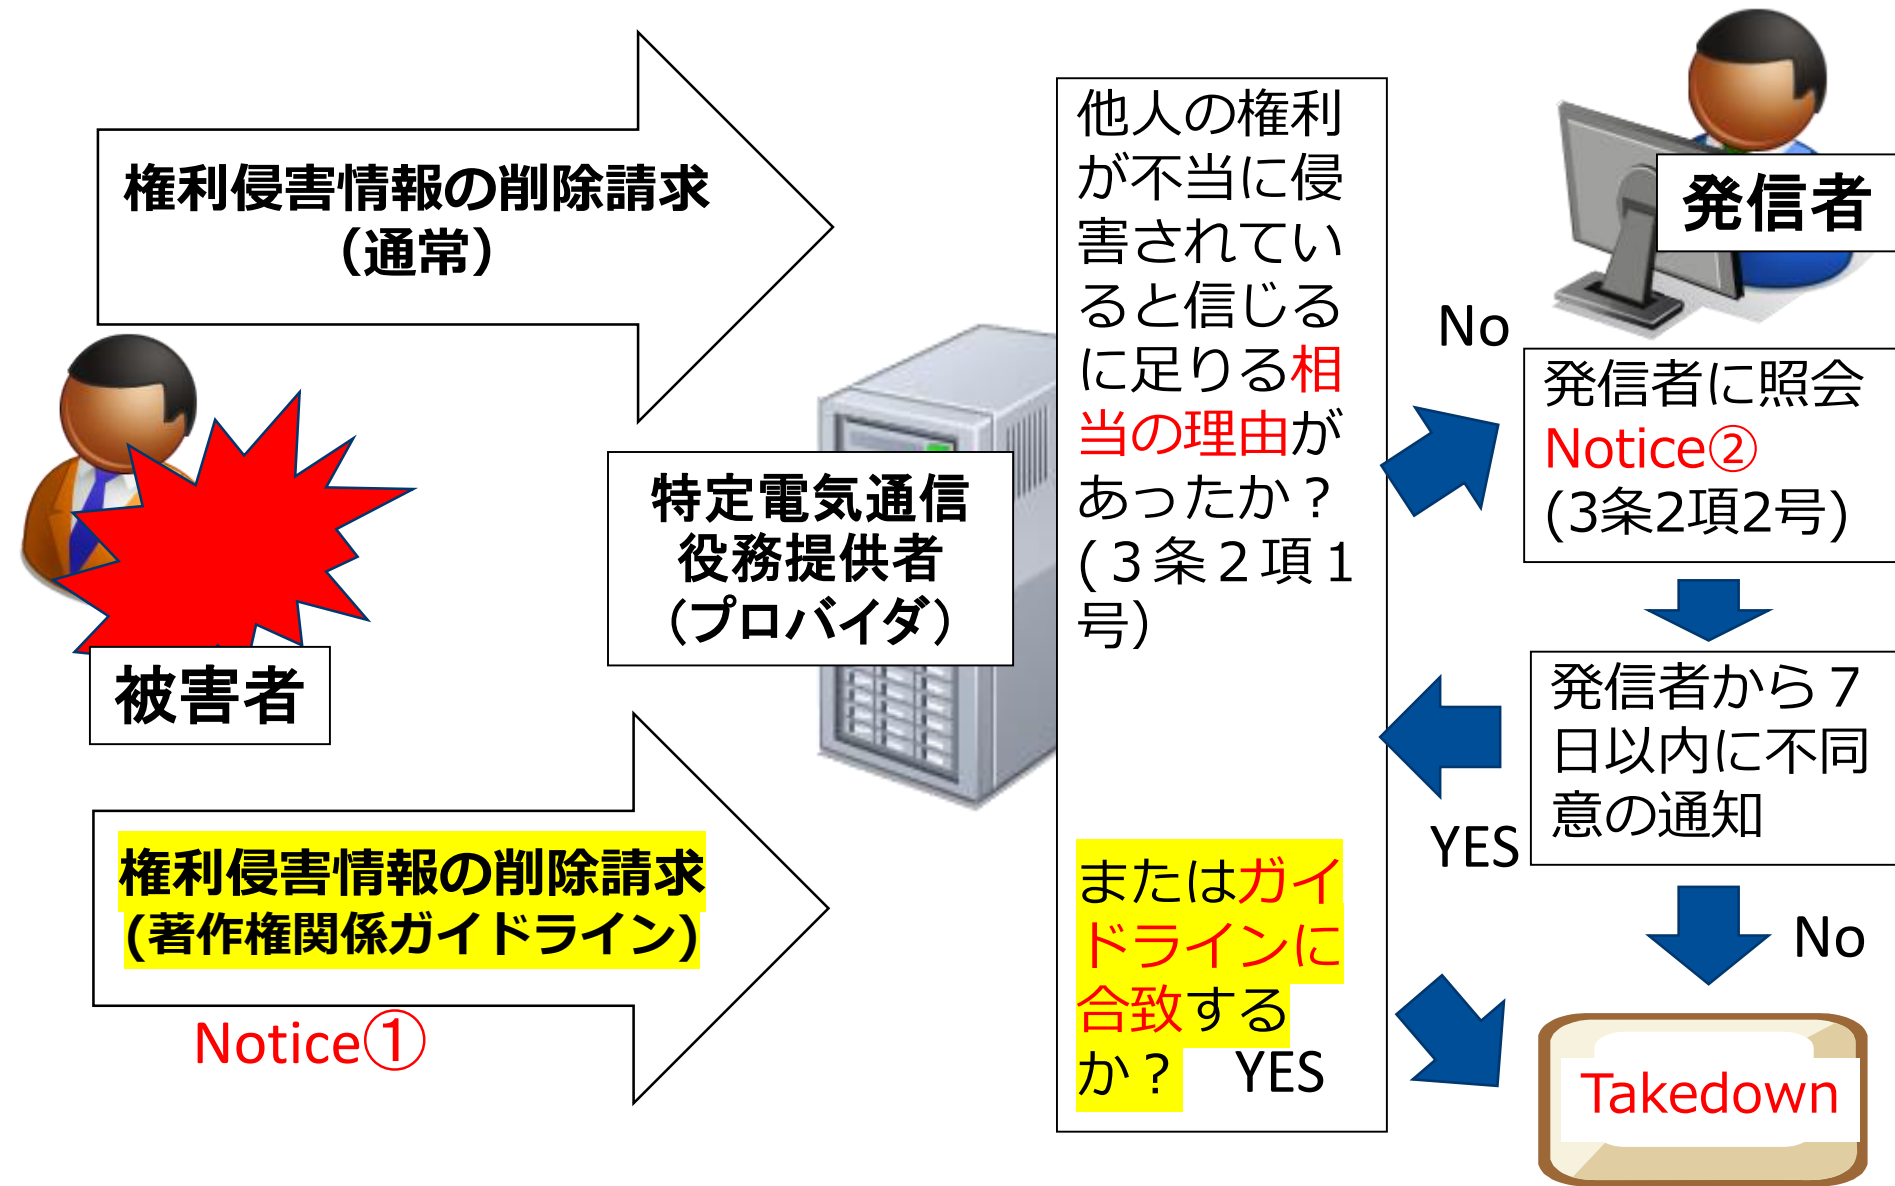 権利侵害情報の削除請求
（通常）
被害者
権利侵害情報の削除請求
(著作権関係ガイドライン)
Notice①
特定電気通信
役務提供者
（プロバイダ）
他人の権利
が不当に侵
害されてい
ると信じる
に足りる相
当の理由が
あったか？
(３条２項１
号)
または ガイ
ドラインに
合致する
か？ YES
No
発信者
発信者に照会
Notice②
(3条2項2号)
発信者から７
日以内に不同
意の通知
YES
No
Takedown